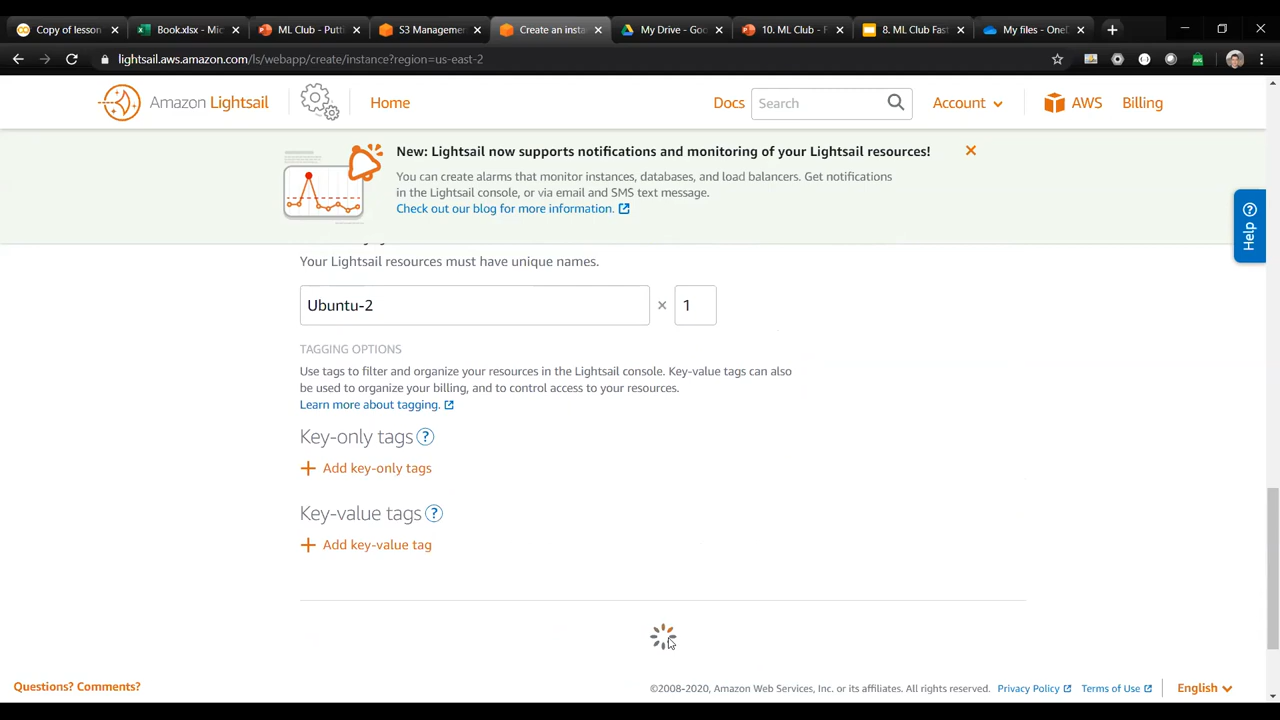 Copy of lesson
Book.xlsx - Mic
ML Club - Putti
S3 Manageme
Create an insta
My Drive - Goo
10. ML Club - F
8. ML Club Fast
My files - OneD
lightsail.aws.amazon.com/ls/webapp/create/instance?region=us-east-2
Amazon Lightsail
Home
Docs
Search
Account
AWS
Billing
New: Lightsail now supports notifications and monitoring of your Lightsail resources!
You can create alarms that monitor instances, databases, and load balancers. Get notifications
in the Lightsail console, or via email and SMS text message.
Check out our blog for more information.
Help
Your Lightsail resources must have unique names.
Ubuntu-2 × 1
TAGGING OPTIONS
Use tags to filter and organize your resources in the Lightsail console. Key-value tags can also
be used to organize your billing, and to control access to your resources.
Learn more about tagging.
Key-only tags ?
+ Add key-only tags
Key-value tags ?
+ Add key-value tag
Questions? Comments?
©2008-2020, Amazon Web Services, Inc. or its affiliates. All rights reserved.
Privacy Policy
Terms of Use
English